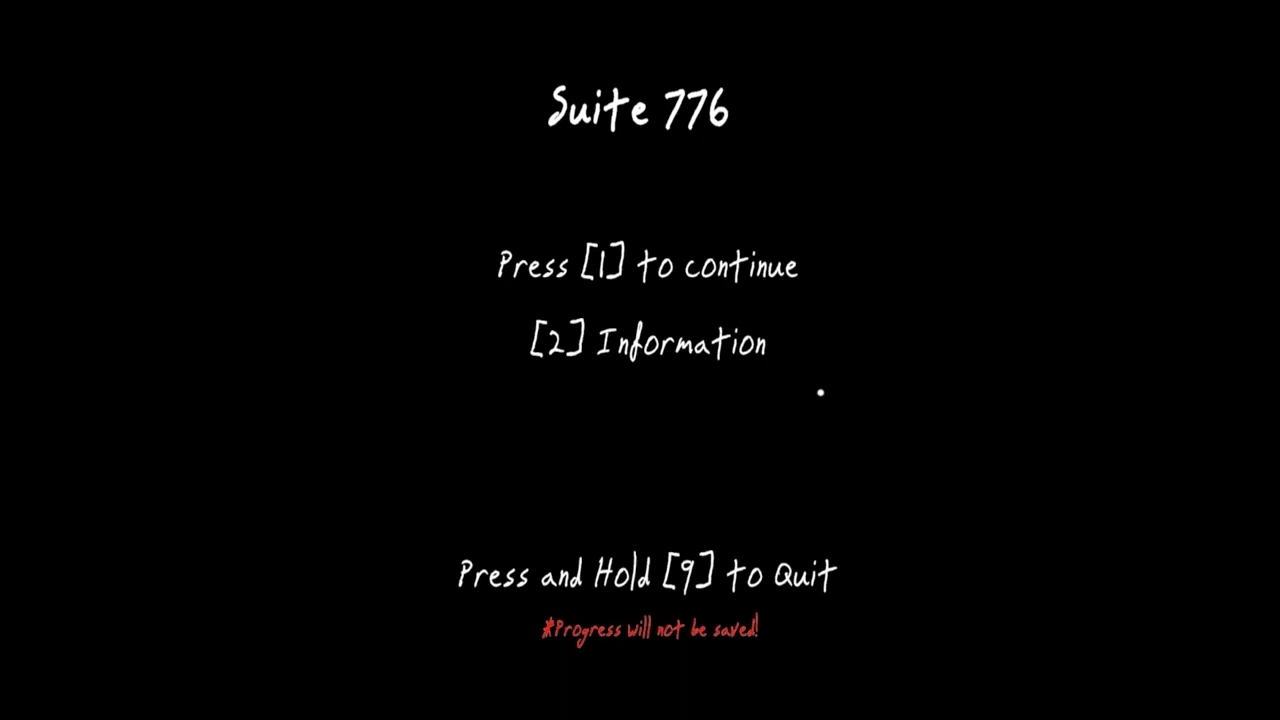 Suite 776
Press [1] to continue
[2] Information
Press and Hold [9] to Quit
*Progress will not be saved!